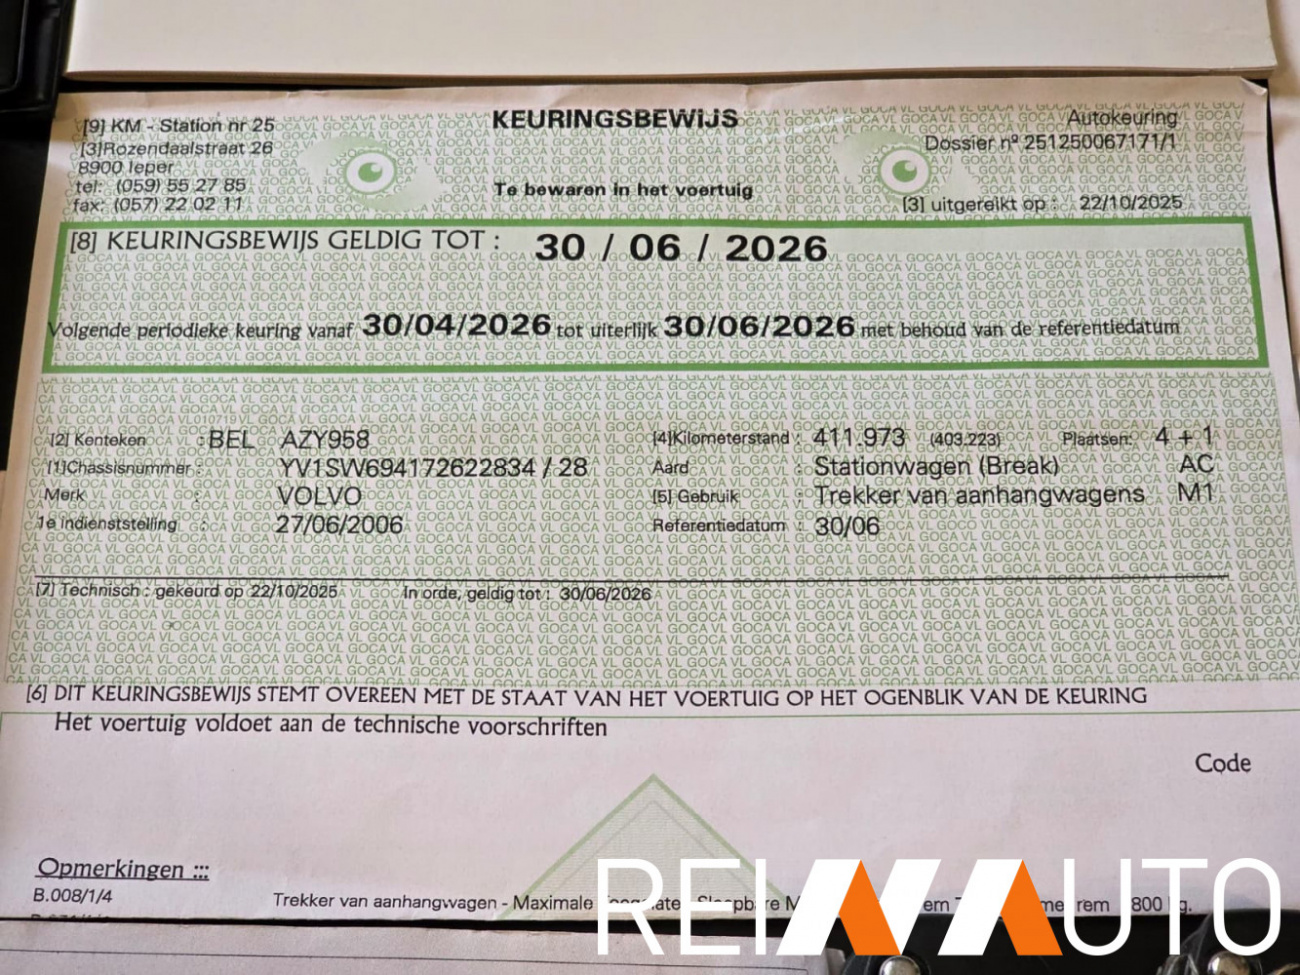 [9] KM - Station nr 25
KEURINGSBEWIJS
Autokeuring
[3]Rozendaalstraat 26
Dossier nº 251250067171/1
8900 Ieper
tel: (059) 55 27 85
Te bewaren in het voertuig
fax: (057) 22 02 11
[3] uitgereikt op : 22/10/2025
[8] KEURINGSBEWIJS GELDIG TOT : 30 / 06 / 2026
Volgende periodieke keuring vanaf 30/04/2026 tot uiterlijk 30/06/2026 met behoud van de referentiedatum
[2] Kenteken : BEL AZY958
[4]Kilometerstand : 411.973 (403.223) Plaatsen: 4 + 1
[1]Chassisnummer : YV1SW694172622834 / 28
Aard : Stationwagen (Break) AC
Merk : VOLVO
[5] Gebruik : Trekker van aanhangwagens M1
1e indienststelling : 27/06/2006
Referentiedatum : 30/06
[7] Technisch : gekeurd op 22/10/2025 In orde, geldig tot : 30/06/2026
[6] DIT KEURINGSBEWIJS STEMT OVEREEN MET DE STAAT VAN HET VOERTUIG OP HET OGENBLIK VAN DE KEURING
Het voertuig voldoet aan de technische voorschriften
Code
Opmerkingen :::
B.008/1/4 Trekker van aanhangwagen - Maximale rem 800 kg.
REINAUTO